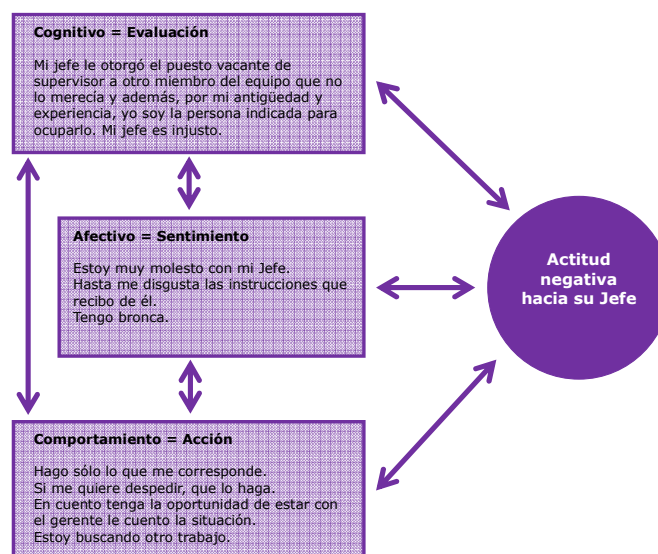 Cognitivo = Evaluación
Mi jefe le otorgó el puesto vacante de
supervisor a otro miembro del equipo que no
lo merecía y además, por mi antigüedad y
experiencia, yo soy la persona indicada para
ocuparlo. Mi jefe es injusto.
Afectivo = Sentimiento
Estoy muy molesto con mi Jefe.
Hasta me disgusta las instrucciones que
recibo de él.
Tengo bronca.
Actitud
negativa
hacia su Jefe
Comportamiento = Acción
Hago sólo lo que me corresponde.
Si me quiere despedir, que lo haga.
En cuento tenga la oportunidad de estar con
el gerente le cuento la situación.
Estoy buscando otro trabajo.